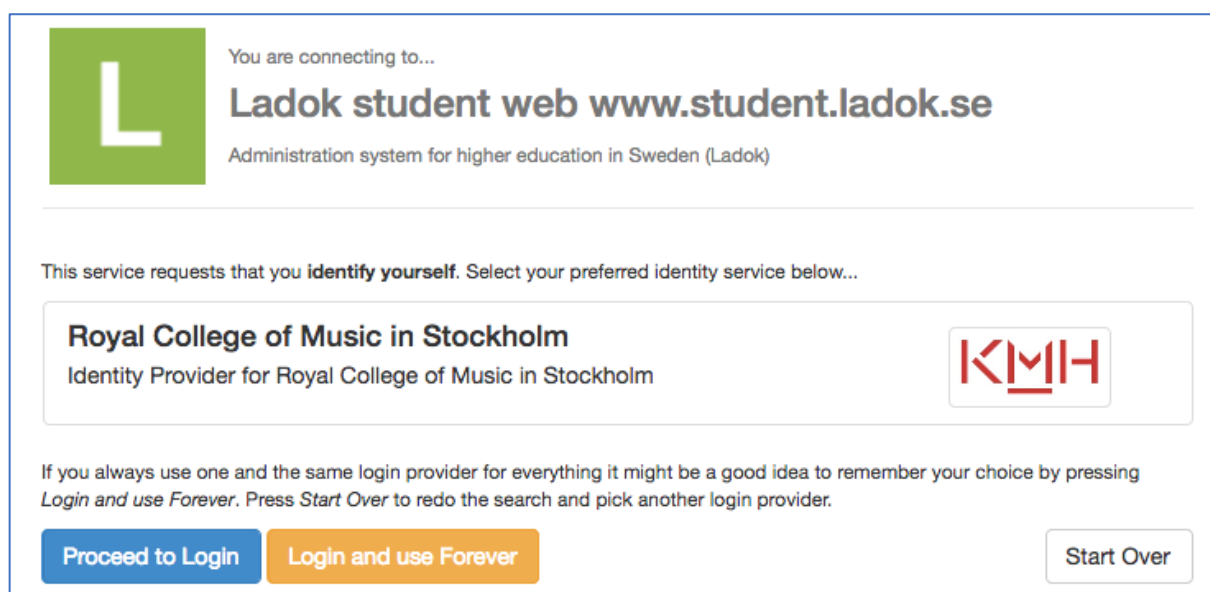 L
You are connecting to...
Ladok student web www.student.ladok.se
Administration system for higher education in Sweden (Ladok)
This service requests that you identify yourself. Select your preferred identity service below...
Royal College of Music in Stockholm
Identity Provider for Royal College of Music in Stockholm
KMH
If you always use one and the same login provider for everything it might be a good idea to remember your choice by pressing
Login and use Forever. Press Start Over to redo the search and pick another login provider.
Proceed to Login
Login and use Forever
Start Over